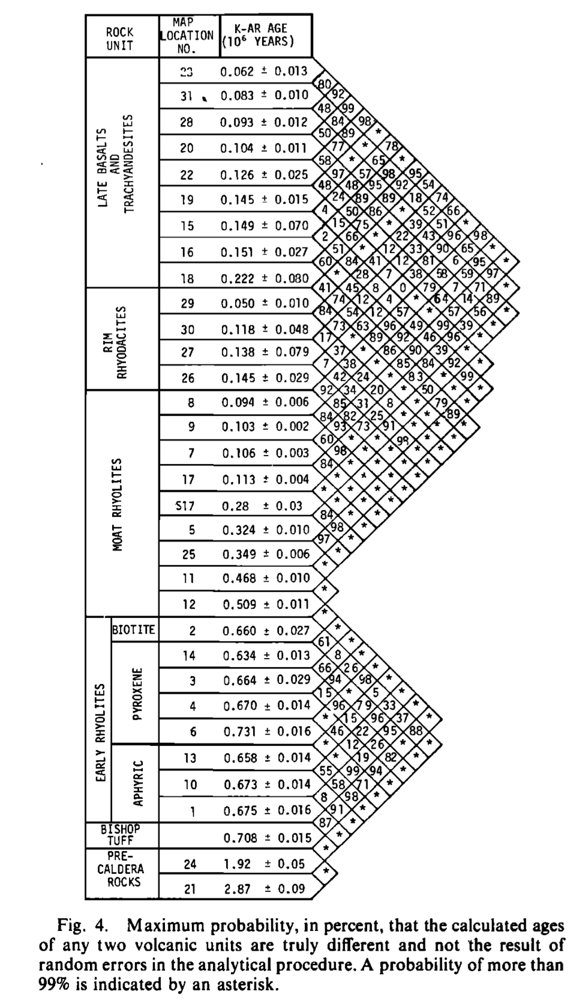 ROCK UNIT
MAP LOCATION NO.
K-AR AGE (10⁶ YEARS)
LATE BASALTS AND TRACHYANDESITES
23 0.062 ± 0.013
31 0.083 ± 0.010
28 0.093 ± 0.012
20 0.104 ± 0.011
22 0.126 ± 0.025
19 0.145 ± 0.015
15 0.149 ± 0.070
16 0.151 ± 0.027
18 0.222 ± 0.080
RIM RHYODACITES
29 0.050 ± 0.010
30 0.118 ± 0.048
27 0.138 ± 0.079
26 0.145 ± 0.029
MOAT RHYOLITES
8 0.094 ± 0.006
9 0.103 ± 0.002
7 0.106 ± 0.003
17 0.113 ± 0.004
S17 0.28 ± 0.03
5 0.324 ± 0.010
25 0.349 ± 0.006
11 0.468 ± 0.010
12 0.509 ± 0.011
EARLY RHYOLITES
BIOTITE
2 0.660 ± 0.027
PYROXENE
14 0.634 ± 0.013
3 0.664 ± 0.029
4 0.670 ± 0.014
6 0.731 ± 0.016
APHYRIC
13 0.658 ± 0.014
10 0.673 ± 0.014
1 0.675 ± 0.016
BISHOP TUFF
0.708 ± 0.015
PRE-CALDERA ROCKS
24 1.92 ± 0.05
21 2.87 ± 0.09
80
92
48 99
84 98
50 89 *
77 * 78
58 * 65 *
97 57 98 95
48 48 95 92 54
24 89 89 18 74
4 50 86 * 52 66
15 75 * 39 51 *
2 66 * 22 43 96 98
51 * 12 33 90 65 *
60 84 41 12 81 6 95 *
* 28 7 38 58 59 97
41 45 8 0 79 7 71 *
74 12 4 * 64 14 89
84 54 12 57 * 57 56 *
73 63 96 49 99 39 *
17 * 89 92 46 96 *
37 * 86 90 39 *
7 38 * 85 84 92 *
42 24 * 83 * 99
92 34 20 * 50 * *
85 31 8 * 79 *
84 82 25 * * 89
93 73 91 * * *
60 * * 99 * *
98 * * * *
84 * * * *
* * * *
* * * *
* * *
84 * *
98 *
97 *
*
*
*
*
*
61 *
8 *
66 26 *
94 98 *
15 * 5 *
96 79 33 *
* 15 96 37 *
46 22 95 88
* 12 26 * *
* 19 82 *
55 99 94 *
58 71 *
8 98 *
91 *
87 *
*
*
*
Fig. 4. Maximum probability, in percent, that the calculated ages
of any two volcanic units are truly different and not the result of
random errors in the analytical procedure. A probability of more than
99% is indicated by an asterisk.